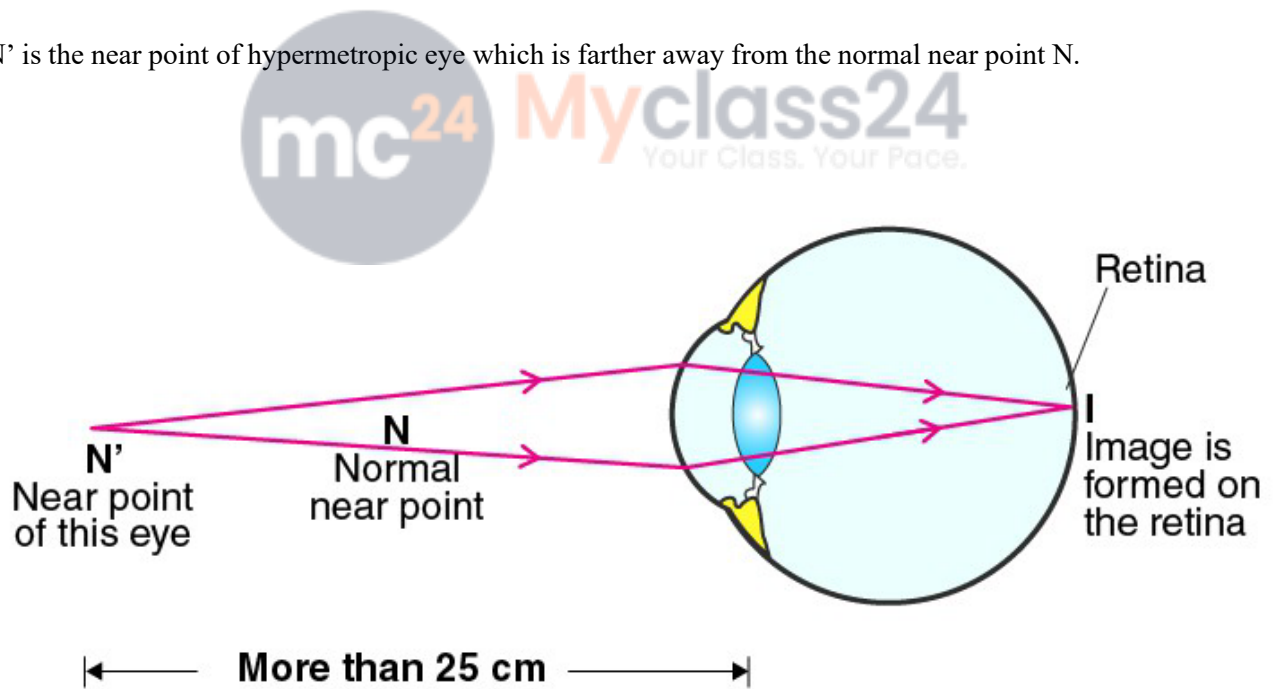 ’ is the near point of hypermetropic eye which is farther away from the normal near point N.
mc24 Myclass24
Your Class. Your Pace.
Retina
N
Normal
near point
N’
Near point
of this eye
I
Image is
formed on
the retina
More than 25 cm